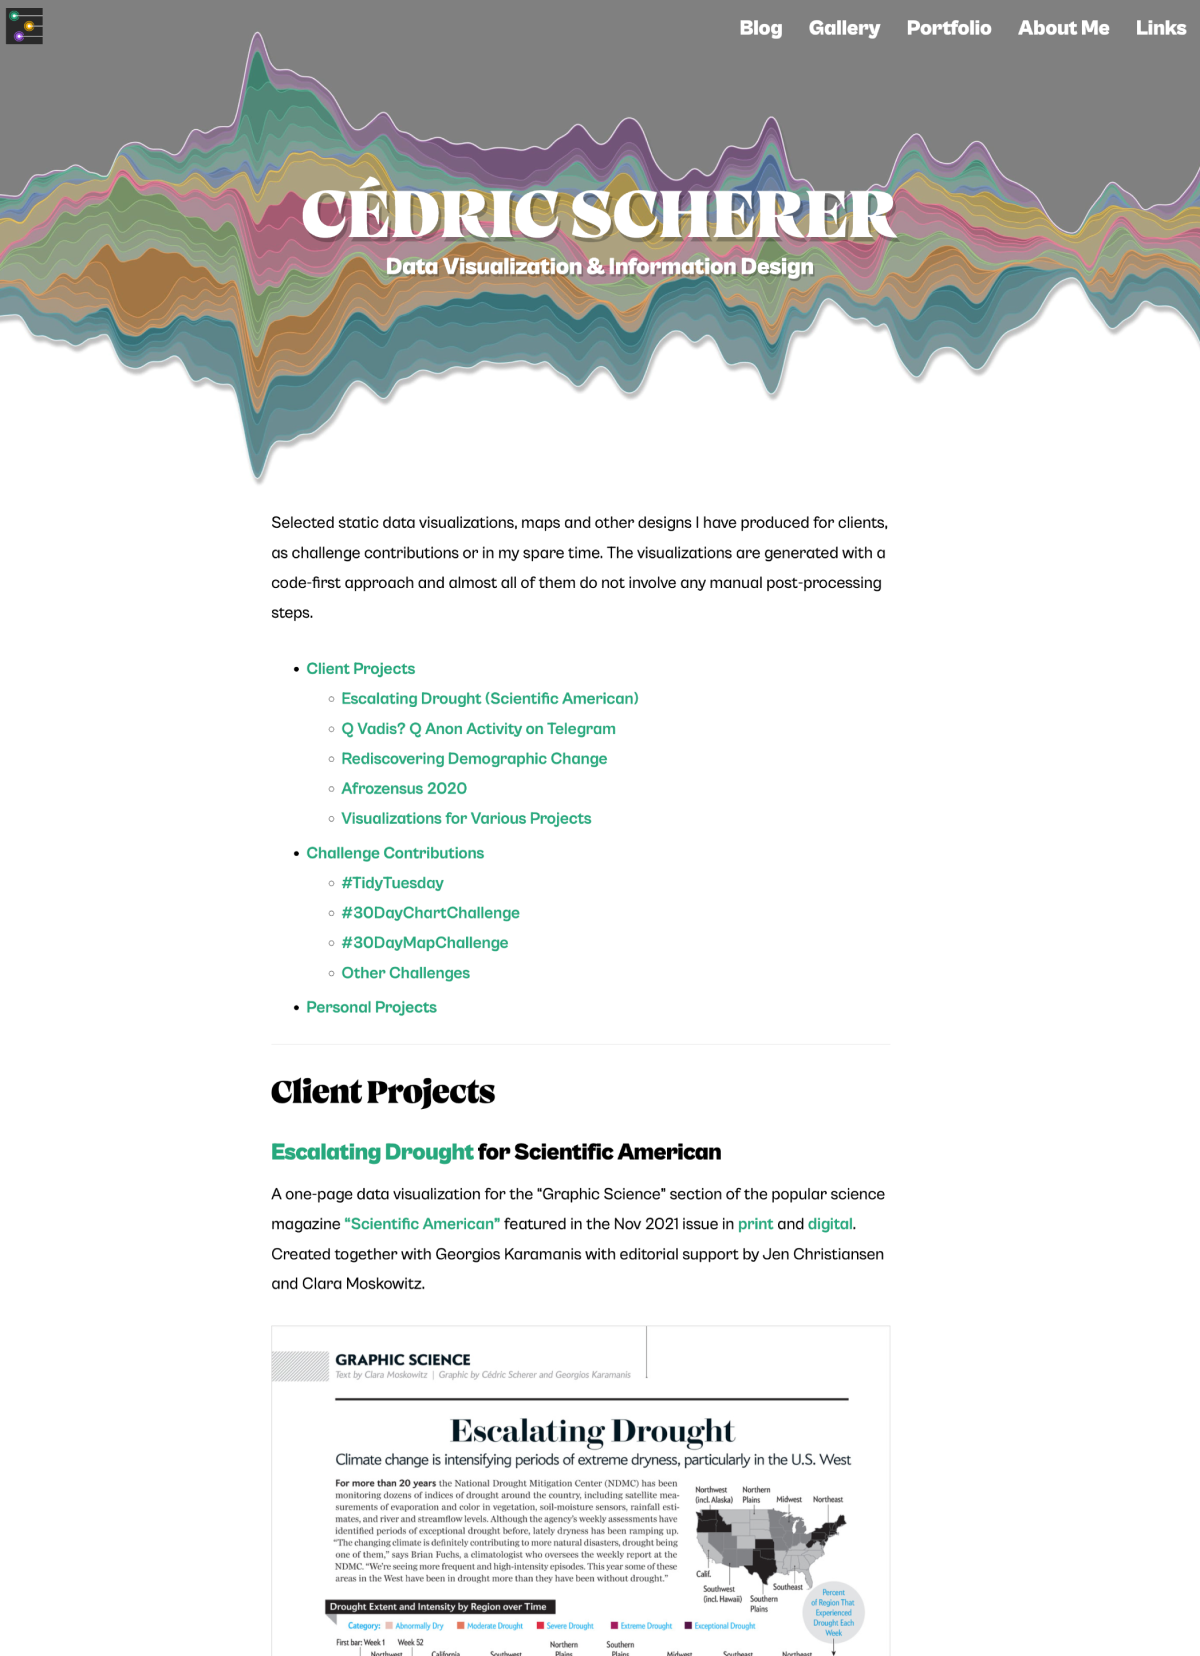 Blog Gallery Portfolio About Me Links
CÉDRIC SCHERER
Data Visualization & Information Design
Selected static data visualizations, maps and other designs I have produced for clients,
as challenge contributions or in my spare time. The visualizations are generated with a
code-first approach and almost all of them do not involve any manual post-processing
steps.
Client Projects
Escalating Drought (Scientific American)
Q Vadis? Q Anon Activity on Telegram
Rediscovering Demographic Change
Afrozensus 2020
Visualizations for Various Projects
Challenge Contributions
#TidyTuesday
#30DayChartChallenge
#30DayMapChallenge
Other Challenges
Personal Projects
Client Projects
Escalating Drought for Scientific American
A one-page data visualization for the “Graphic Science” section of the popular science
magazine “Scientific American” featured in the Nov 2021 issue in print and digital.
Created together with Georgios Karamanis with editorial support by Jen Christiansen
and Clara Moskowitz.
GRAPHIC SCIENCE
Text by Clara Moskowitz | Graphic by Cédric Scherer and Georgios Karamanis
Escalating Drought
Climate change is intensifying periods of extreme dryness, particularly in the U.S. West
For more than 20 years the National Drought Mitigation Center (NDMC) has been
monitoring dozens of indices of drought around the country, including satellite mea-
surements of evaporation and color in vegetation, soil-moisture sensors, rainfall esti-
mates, and river and streamflow levels. Although the agency's weekly assessments have
identified periods of exceptional drought before, lately dryness has been ramping up.
“The changing climate is definitely contributing to more natural disasters, drought being
one of them,” says Brian Fuchs, a climatologist who oversees the weekly report at the
NDMC. “We're seeing more frequent and high-intensity episodes. This year some of these
areas in the West have been in drought more than they have been without drought.”
Northwest
(incl. Alaska)
Northern
Plains
Midwest
Northeast
Calif.
Southwest
(incl. Hawaii)
Southern
Plains
Southeast
Percent
of Region That
Experienced
Drought Each
Week
Drought Extent and Intensity by Region over Time
Category: Abnormally Dry Moderate Drought Severe Drought Extreme Drought Exceptional Drought
First bar: Week 1 Week 52
Northwest
California
Southwest
Northern
Plains
Southern
Plains
Midwest
Southeast
Northeast